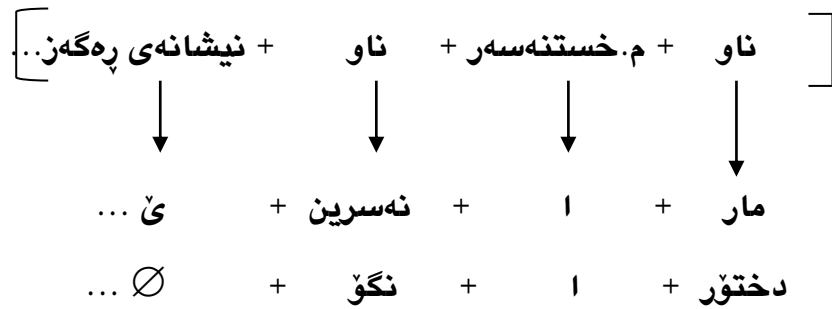 ناو + م.خستنەسەر + ناو + نیشانەی ڕەگەز...
مار + ا + نەسرین + ێ ...
دختۆر + ا + نگۆ + ∅ ...